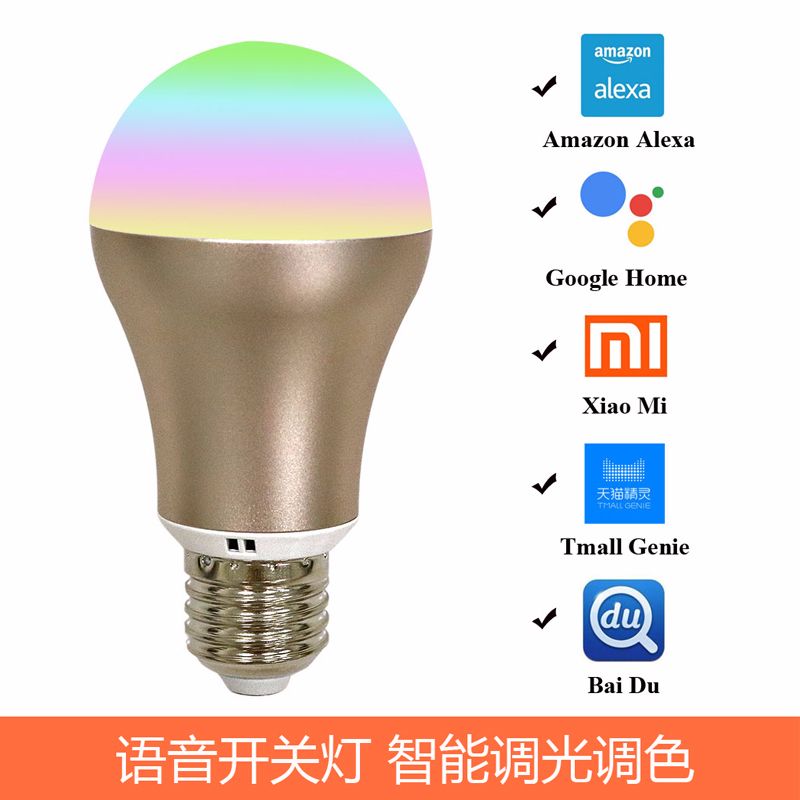 amazon
alexa
Amazon Alexa
Google Home
mi
Xiao Mi
天猫精灵
TMALL GENIE
Tmall Genie
du
Bai Du
语音开关灯 智能调光调色